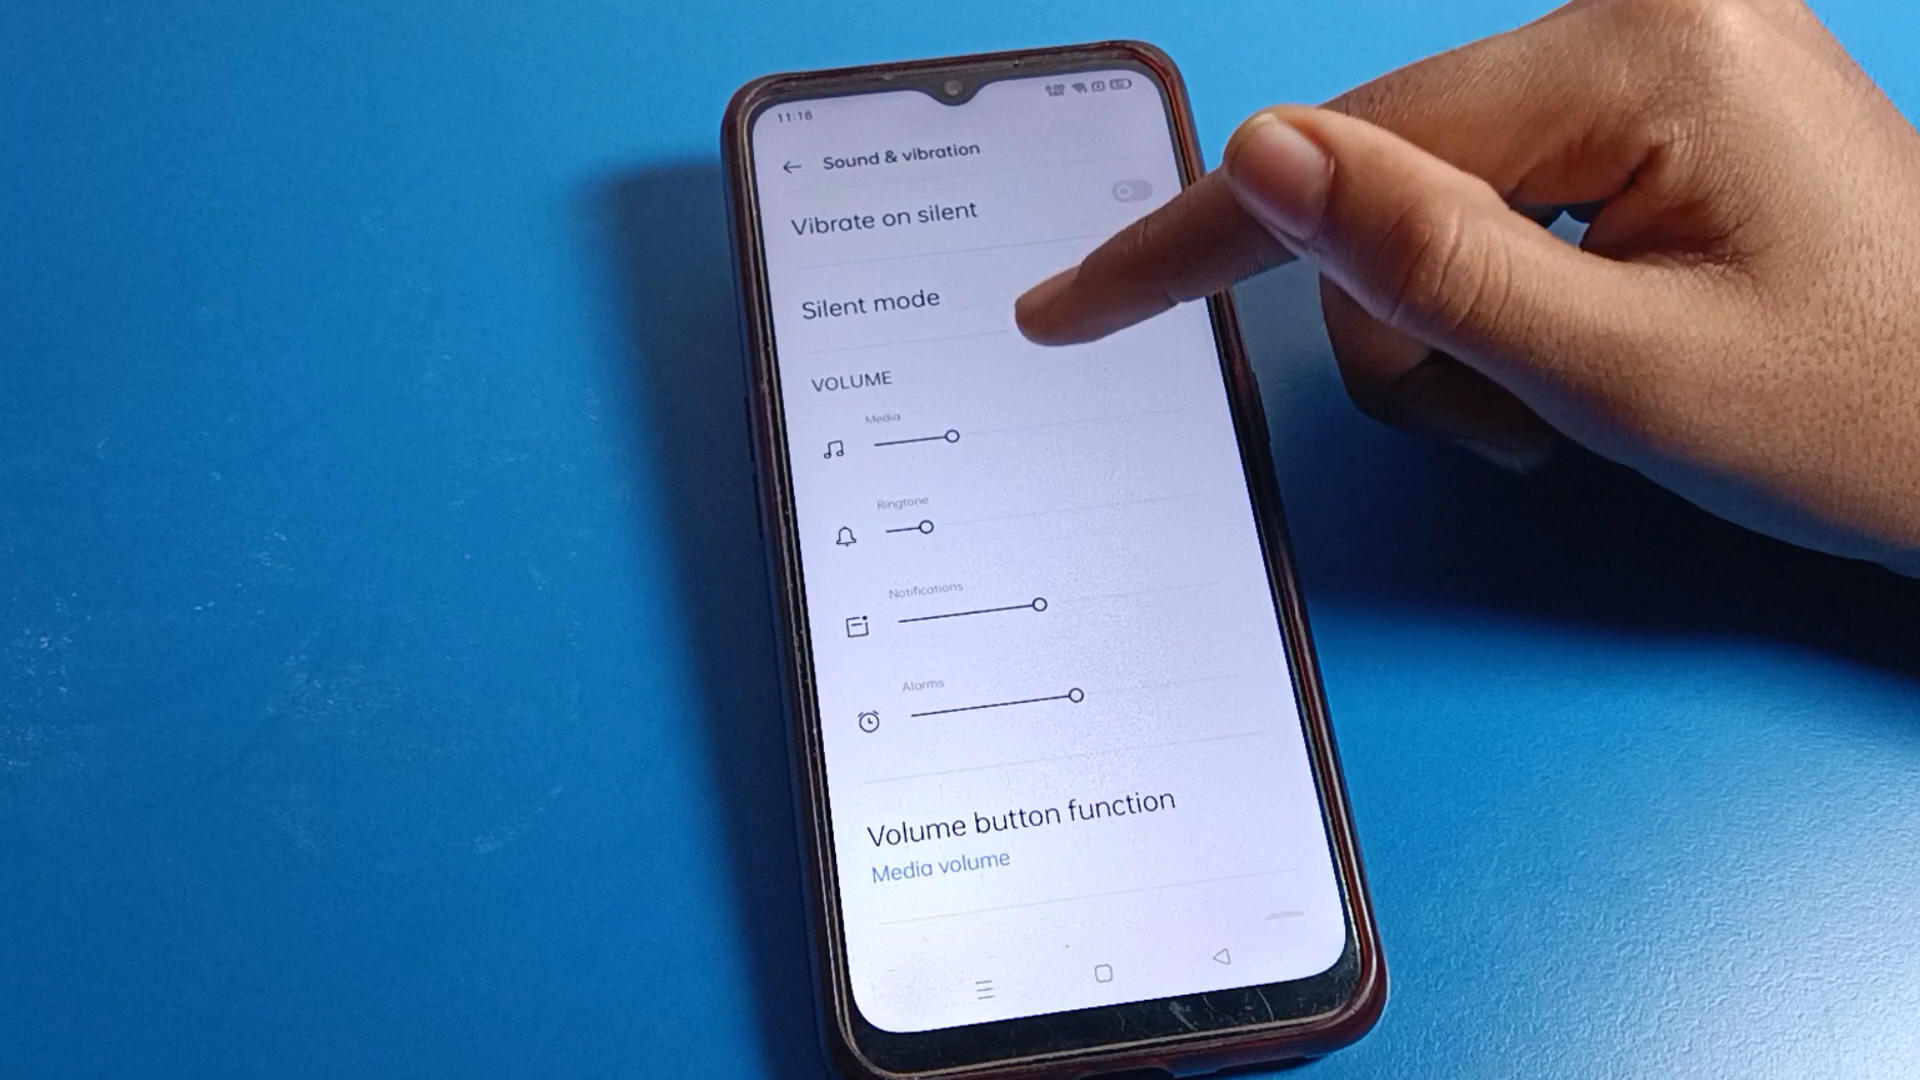 11:18
Sound & vibration
Vibrate on silent
Silent mode
VOLUME
Media
Ringtone
Notifications
Alarms
Volume button function
Media volume